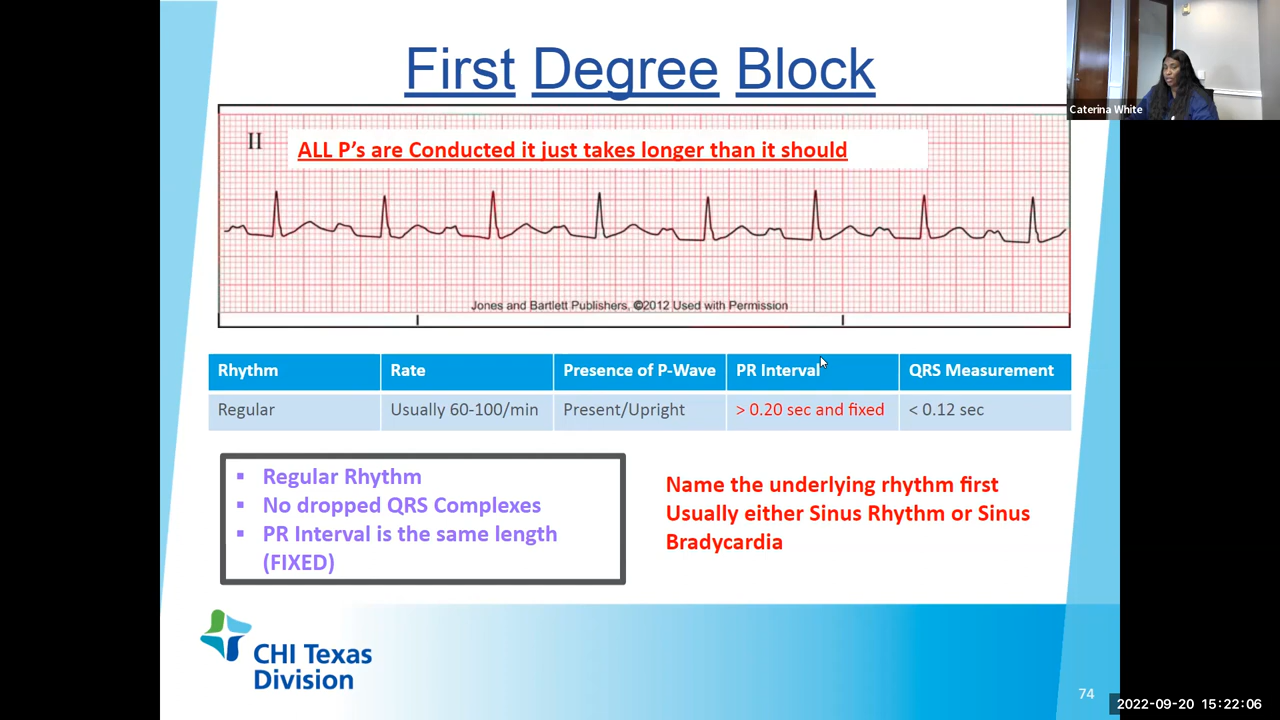 First Degree Block
Caterina White
II
ALL P's are Conducted it just takes longer than it should
Jones and Bartlett Publishers, ©2012 Used with Permission
Rhythm Rate Presence of P-Wave PR Interval QRS Measurement
Regular Usually 60-100/min Present/Upright > 0.20 sec and fixed < 0.12 sec
▪ Regular Rhythm
▪ No dropped QRS Complexes
▪ PR Interval is the same length
(FIXED)
Name the underlying rhythm first
Usually either Sinus Rhythm or Sinus
Bradycardia
CHI Texas
Division
74
2022-09-20 15:22:06